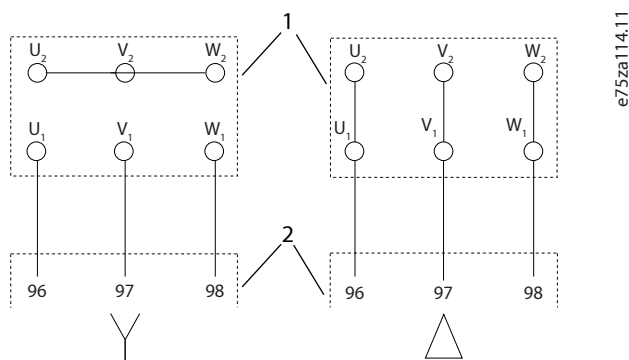 1
U2 V2 W2 U2 V2 W2
U1 V1 W1 U1 V1 W1
2
96 97 98 96 97 98
e75za114.11